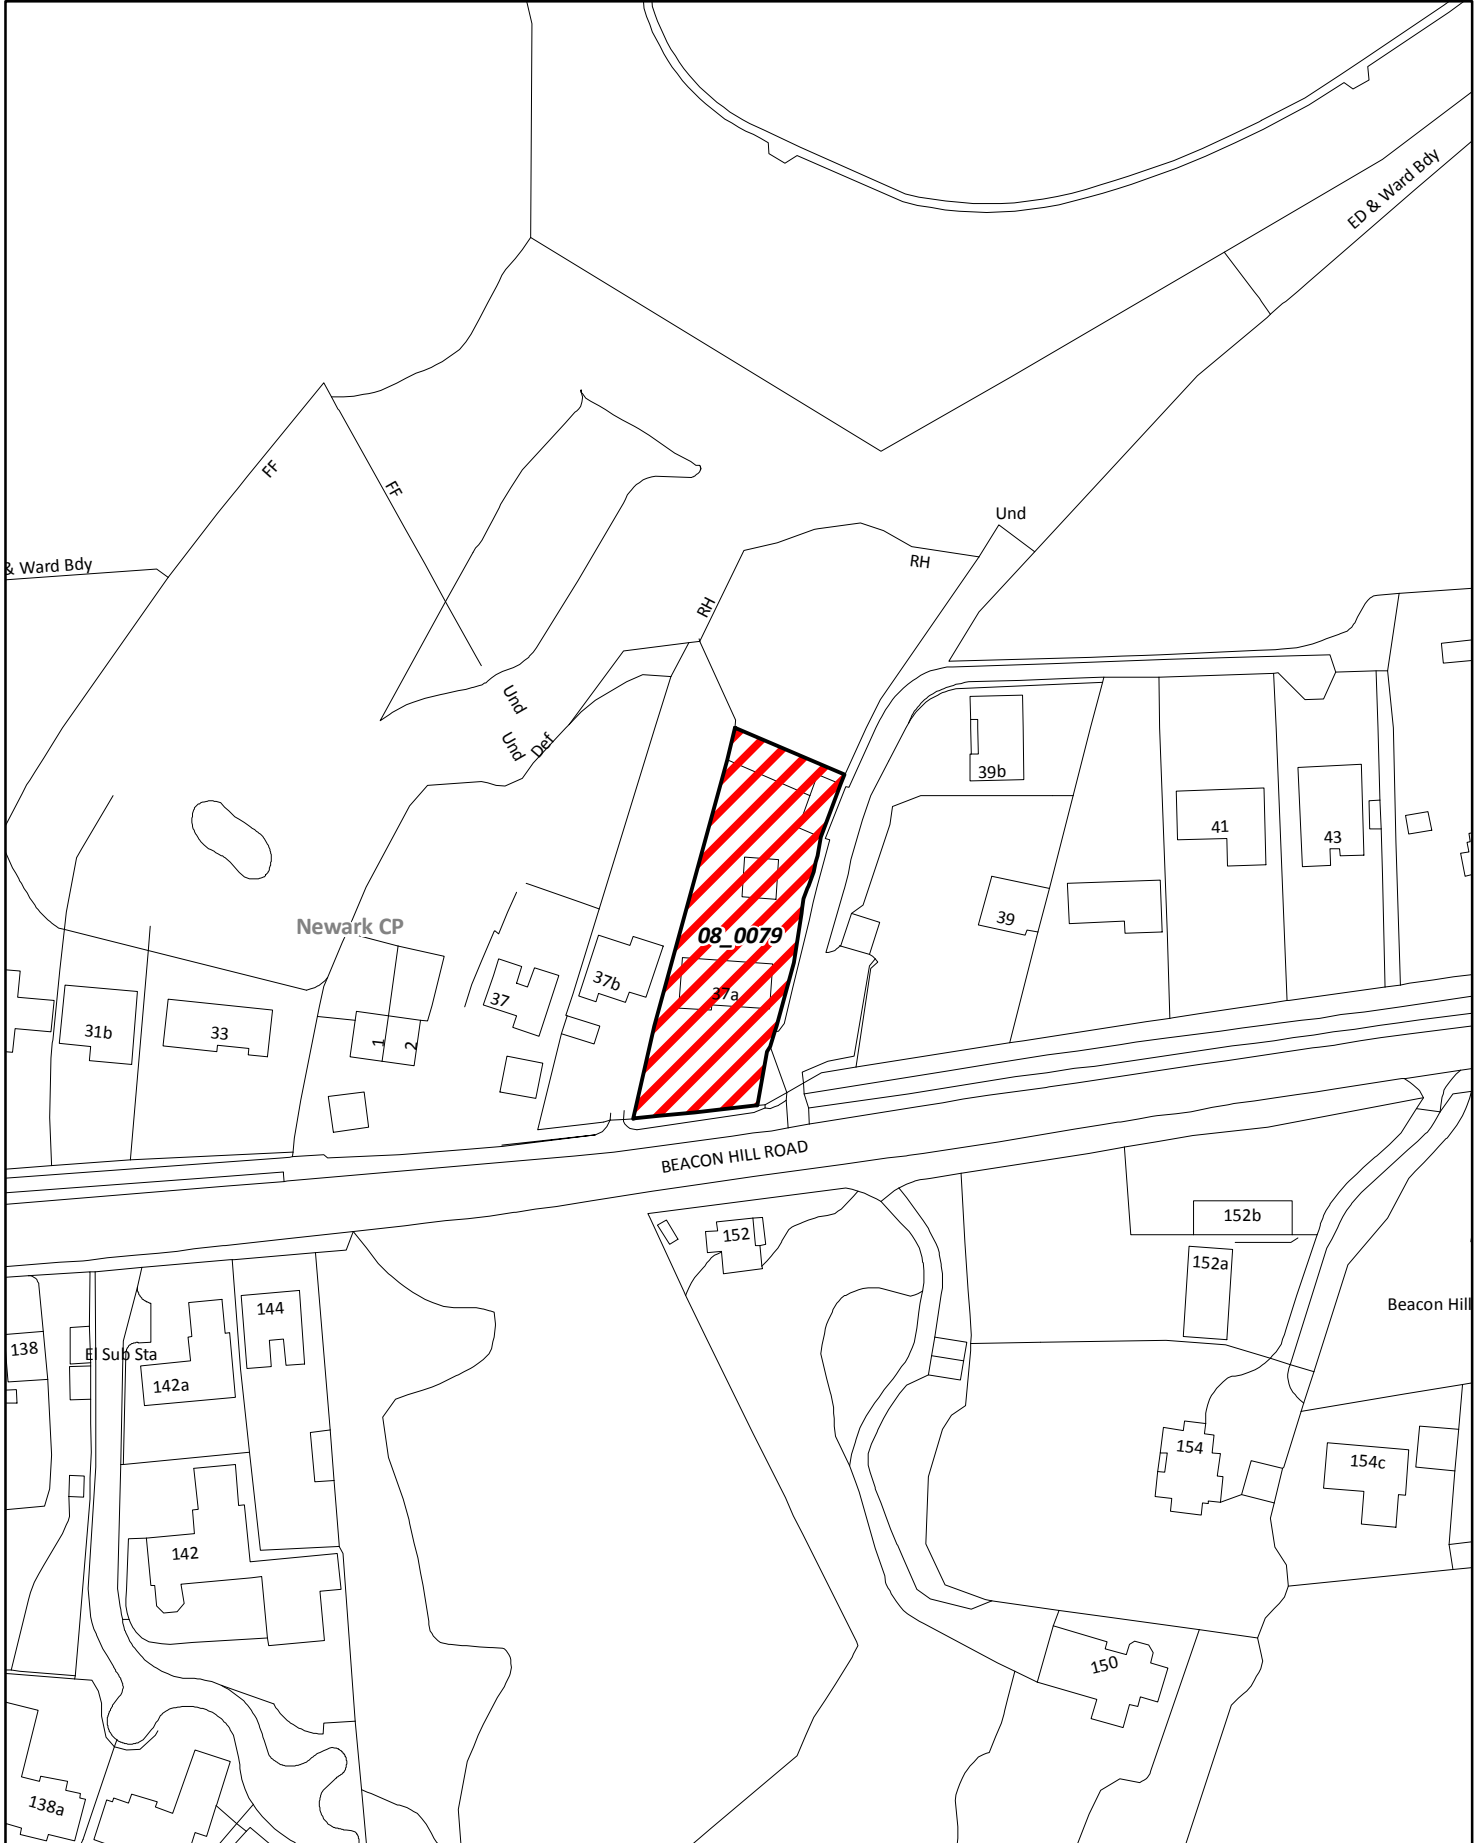 ED & Ward Bdy
FF
FF
Und
RH
& Ward Bdy
RH
Und
Und
Def
39b
41
43
39
Newark CP
08_0079
37b
37a
37
31b
33
1
2
BEACON HILL ROAD
152
152b
152a
Beacon Hill
144
138
El Sub Sta
142a
154
154c
142
150
138a